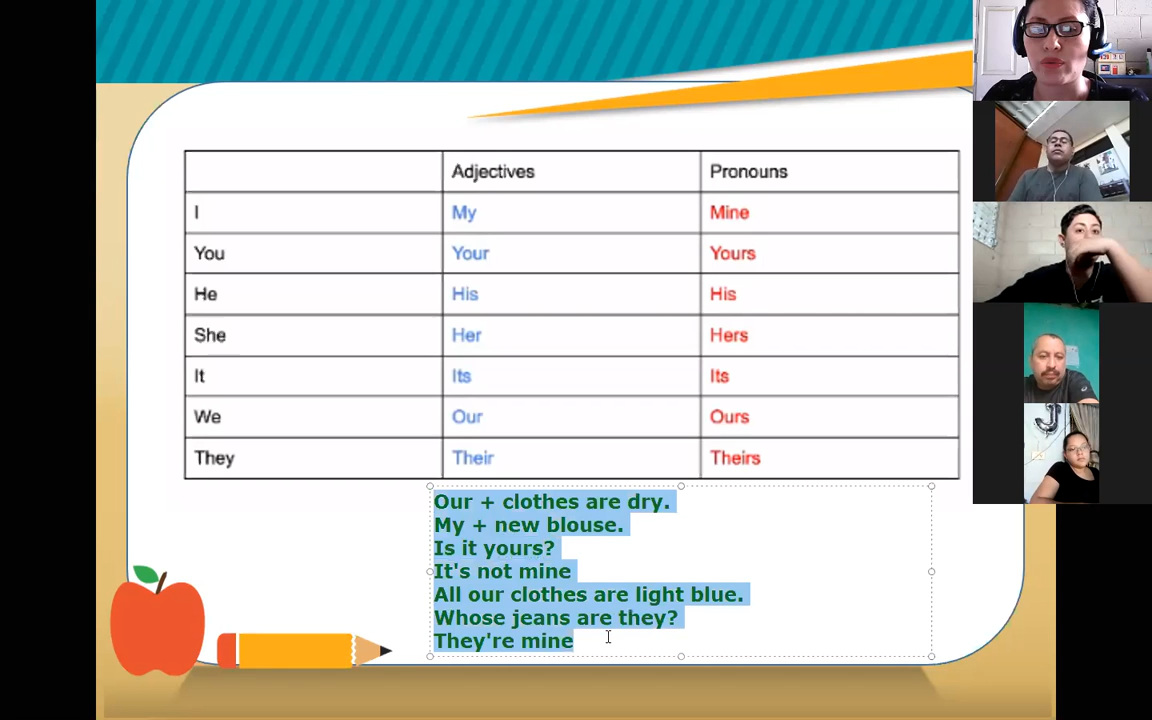 Adjectives Pronouns
I My Mine
You Your Yours
He His His
She Her Hers
It Its Its
We Our Ours
They Their Theirs
Our + clothes are dry.
My + new blouse.
Is it yours?
It's not mine
All our clothes are light blue.
Whose jeans are they?
They're mine
J